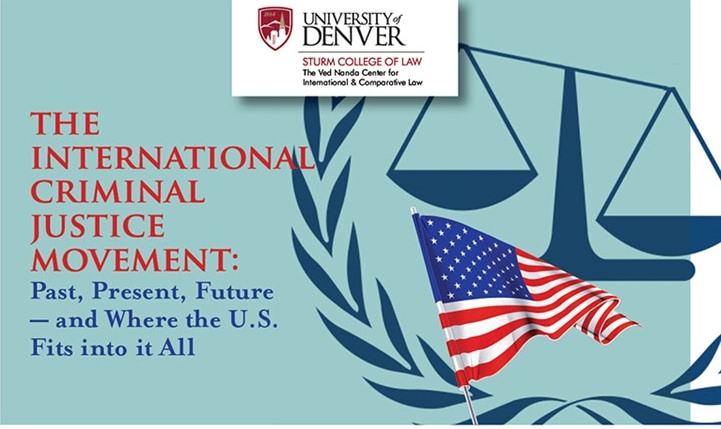 1864
UNIVERSITY of
DENVER
STURM COLLEGE OF LAW
The Ved Nanda Center for
International & Comparative Law
THE
INTERNATIONAL
CRIMINAL
JUSTICE
MOVEMENT:
Past, Present, Future
— and Where the U.S.
Fits into it All